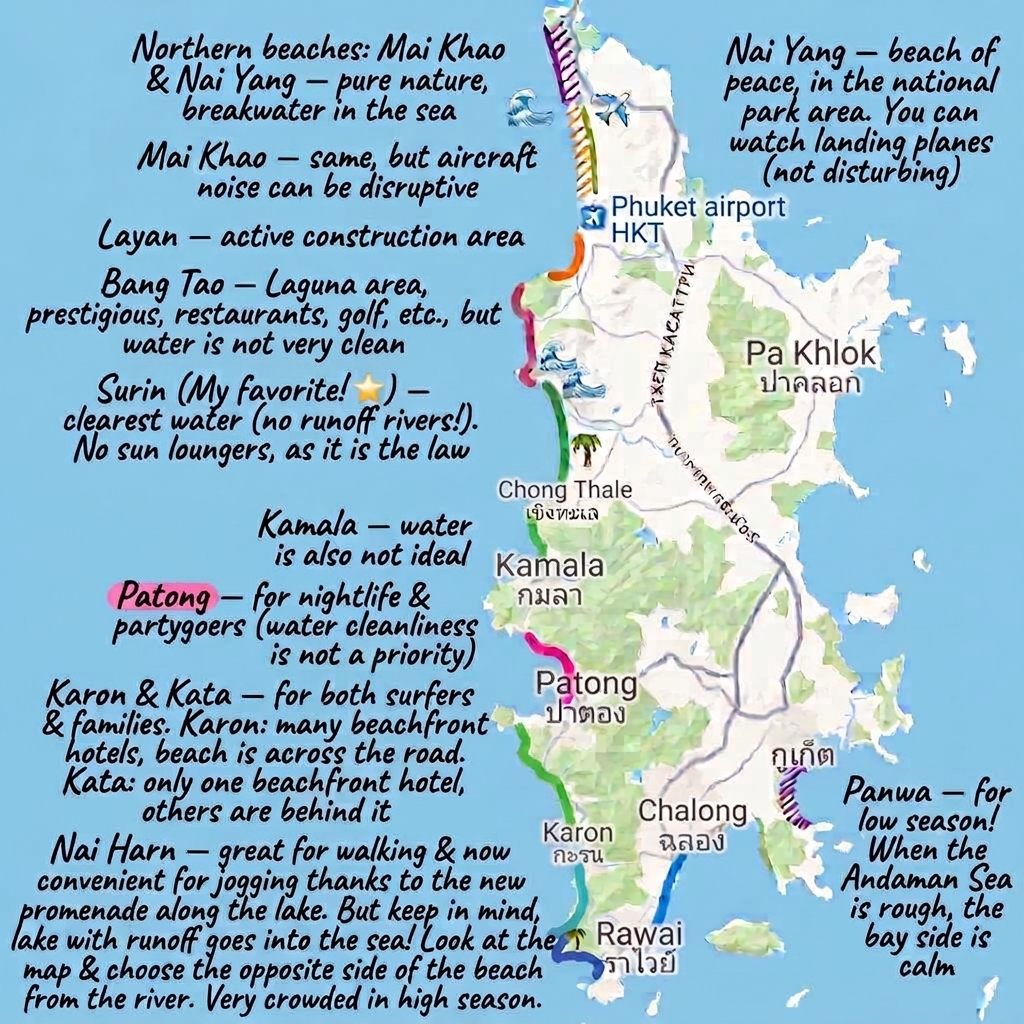 Northern beaches: Mai Khao
& Nai Yang – pure nature,
breakwater in the sea
Mai Khao – same, but aircraft
noise can be disruptive
Layan – active construction area
Bang Tao – Laguna area,
prestigious, restaurants, golf, etc., but
water is not very clean
Surin (My favorite! ⭐) –
clearest water (no runoff rivers!).
No sun loungers, as it is the law
Kamala – water
is also not ideal
Patong – for nightlife &
partygoers (water cleanliness
is not a priority)
Karon & Kata – for both surfers
& families. Karon: many beachfront
hotels, beach is across the road.
Kata: only one beachfront hotel,
others are behind it
Nai Harn – great for walking & now
convenient for jogging thanks to the new
promenade along the lake. But keep in mind,
lake with runoff goes into the sea! Look at the
map & choose the opposite side of the beach
from the river. Very crowded in high season.
Nai Yang – beach of
peace, in the national
park area. You can
watch landing planes
(not disturbing)
Phuket airport
HKT
Pa Khlok
ปาคลอก
Chong Thale
Kamala
กมลา
Patong
ป่าตอง
กูเก็ต
Chalong
ฉลอง
Karon
กะรน
Rawai
ราไวย์
Panwa – for
low season!
When the
Andaman Sea
is rough, the
bay side is
calm